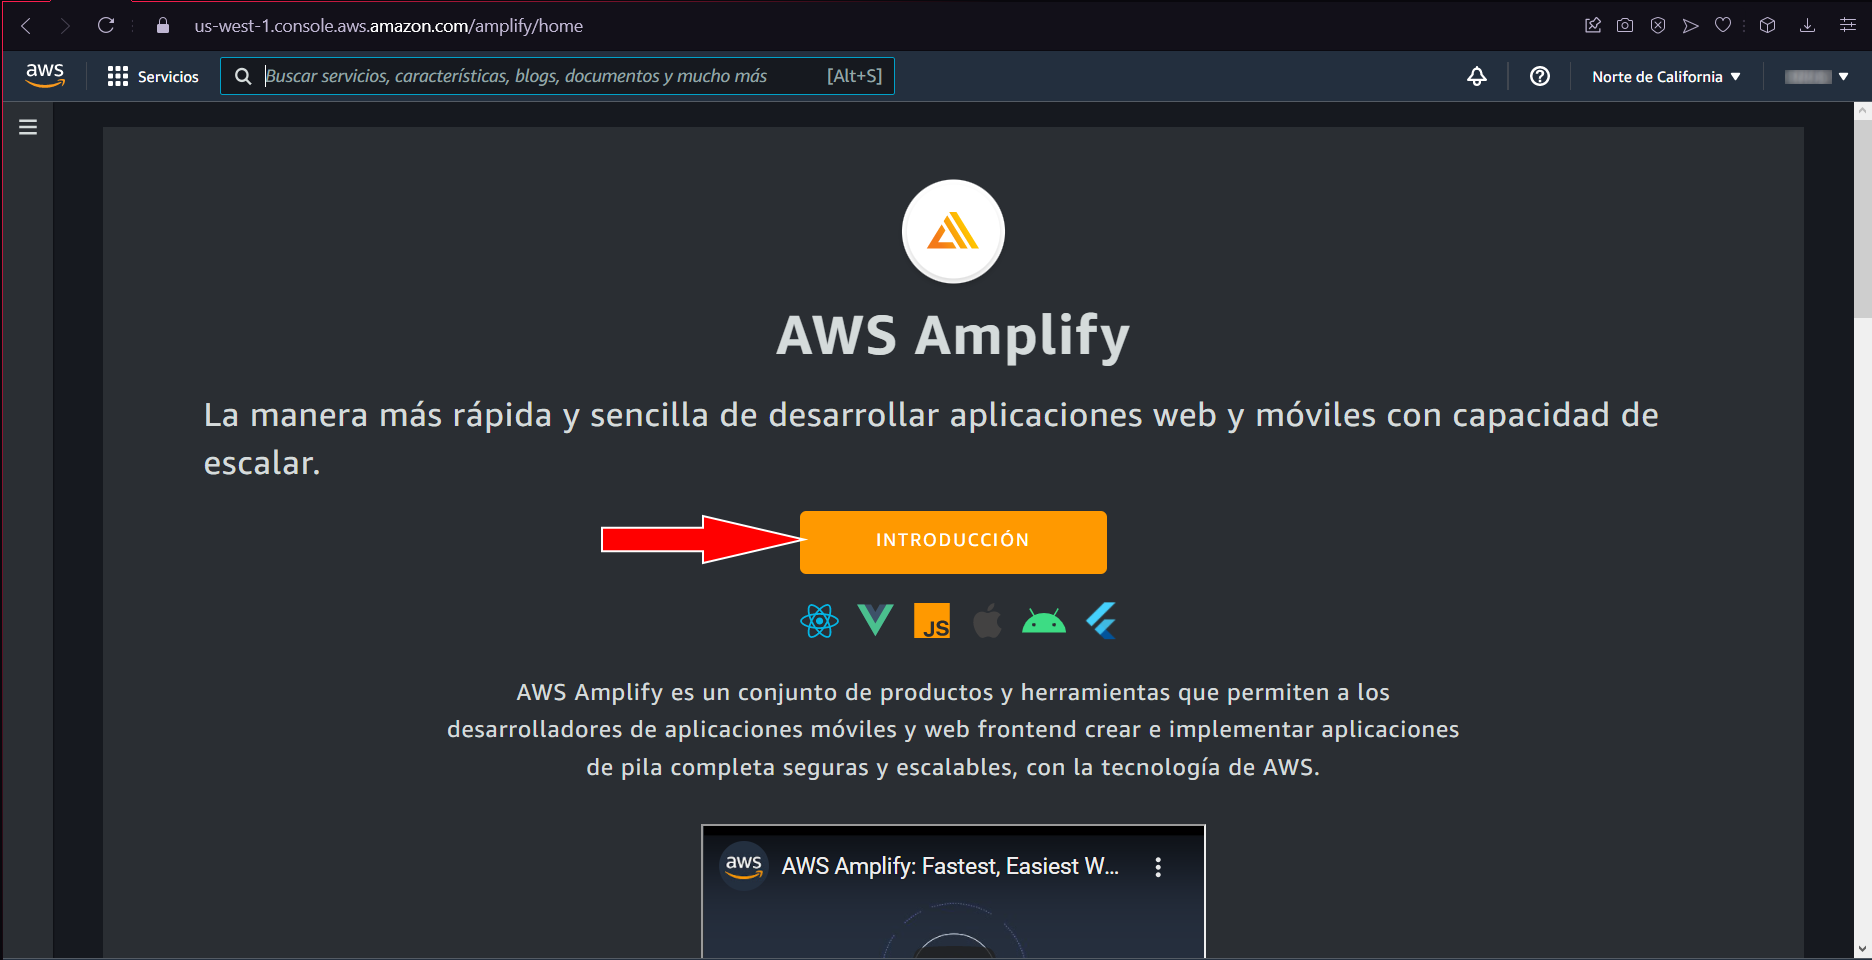 us-west-1.console.aws.amazon.com/amplify/home
aws
Servicios
Buscar servicios, características, blogs, documentos y mucho más
[Alt+S]
Norte de California
AWS Amplify
La manera más rápida y sencilla de desarrollar aplicaciones web y móviles con capacidad de
escalar.
INTRODUCCIÓN
JS
AWS Amplify es un conjunto de productos y herramientas que permiten a los
desarrolladores de aplicaciones móviles y web frontend crear e implementar aplicaciones
de pila completa seguras y escalables, con la tecnología de AWS.
aws
AWS Amplify: Fastest, Easiest W...